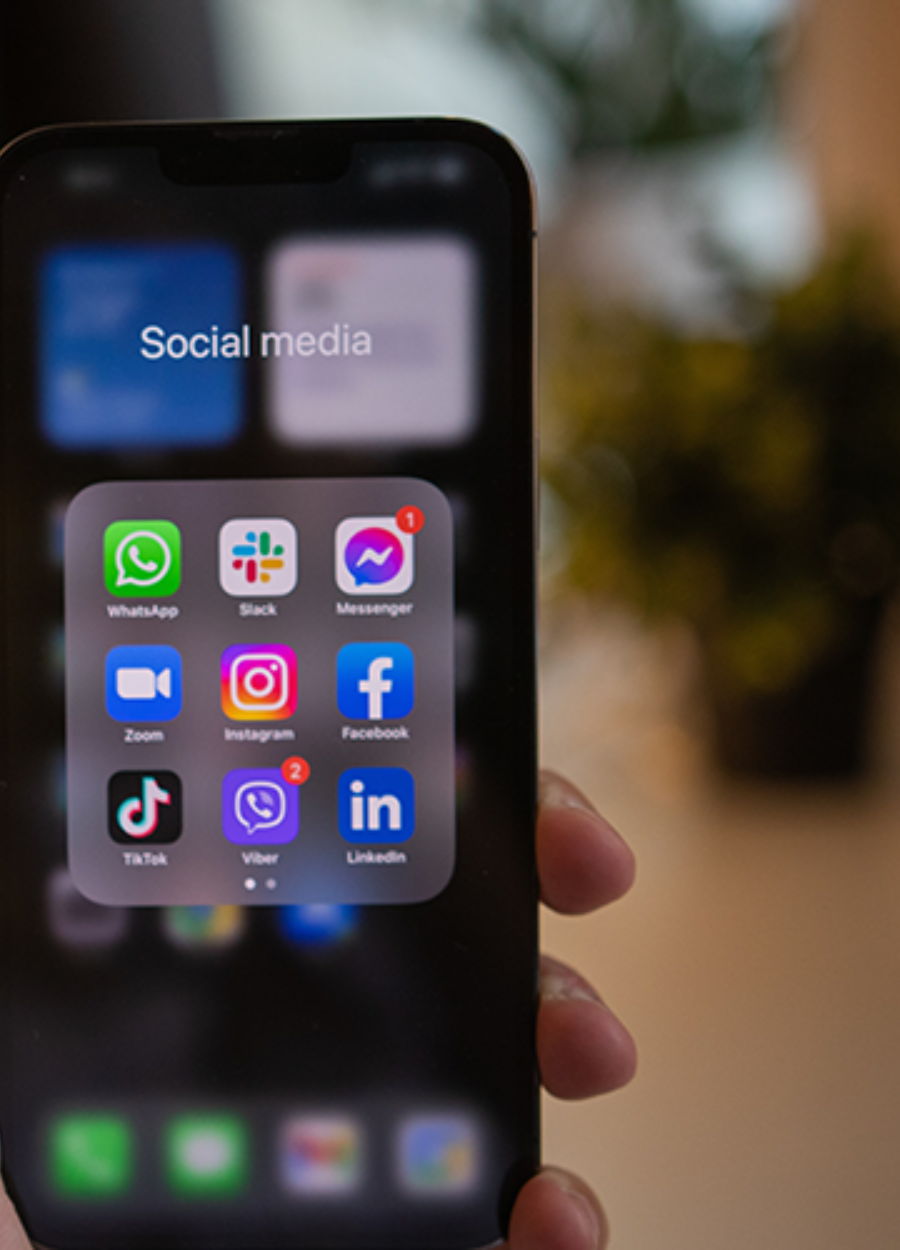 Social media
1
WhatsApp Slack Messenger
Zoom Instagram Facebook
2
TikTok Viber LinkedIn